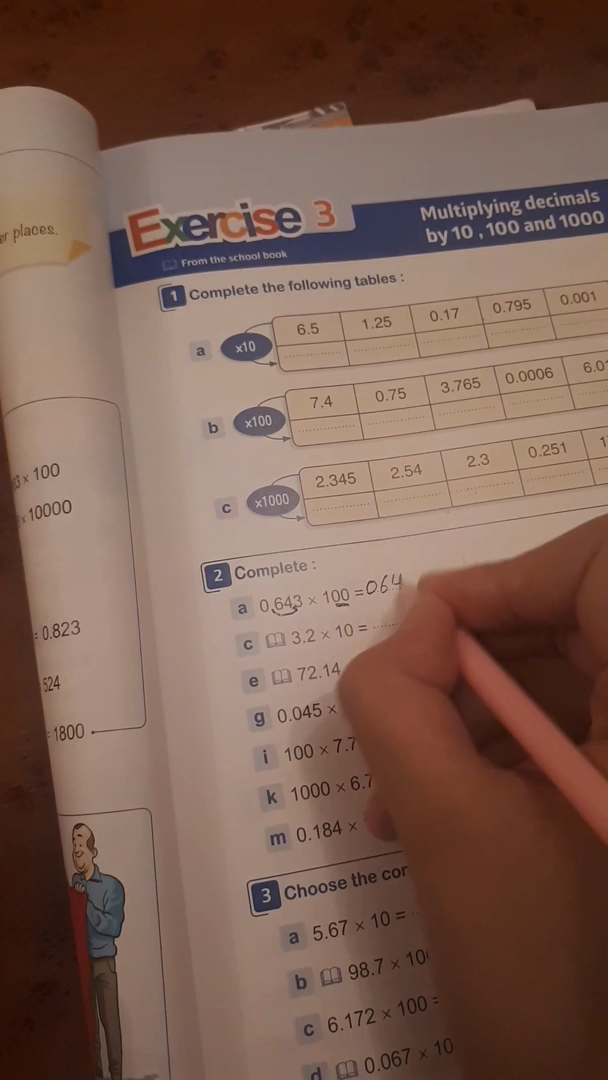 er places.
Exercise 3
Multiplying decimals
by 10 , 100 and 1000
From the school book
1 Complete the following tables :
a x10 6.5 1.25 0.17 0.795 0.001
b x100 7.4 0.75 3.765 0.0006
c x1000 2.345 2.54 2.3 0.251
3 × 100
× 10000
= 0.823
524
= 1800
2 Complete :
a 0.643 × 100 = 064
c 3.2 × 10 = ......
e 72.14
g 0.045 ×
i 100 × 7.7
k 1000 × 6.7
m 0.184 ×
3 Choose the cor
a 5.67 × 10 =
b 98.7 × 10
c 6.172 × 100 =
d 0.067 × 10